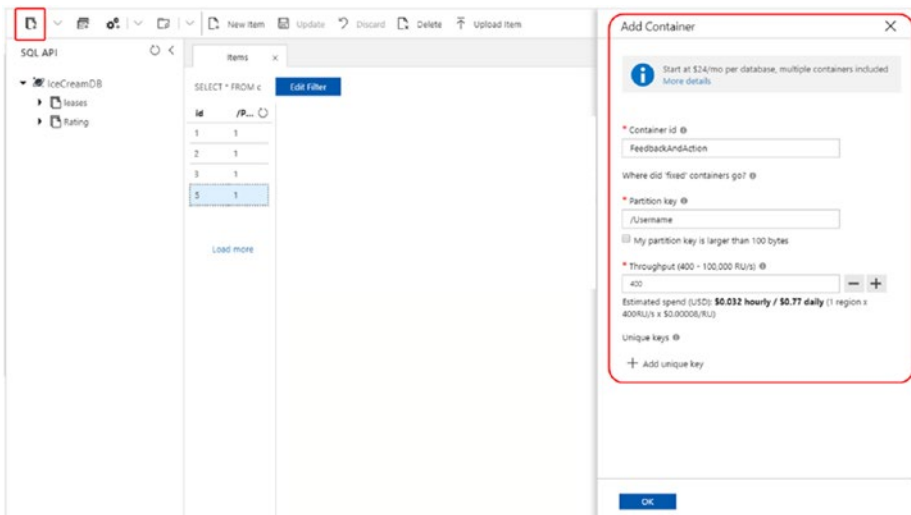 New Item Update Discard Delete Upload Item
SQL API
IceCreamDB
leases
Rating
Items
SELECT * FROM c Edit Filter
id /P...
1 1
2 1
3 1
5 1
Load more
Add Container
Start at $24/mo per database, multiple containers included
More details
* Container id
FeedbackAndAction
Where did 'fixed' containers go?
* Partition key
/Username
My partition key is larger than 100 bytes
* Throughput (400 - 100,000 RU/s)
400
Estimated spend (USD): $0.032 hourly / $0.77 daily (1 region x
400RU/s x $0.00008/RU)
Unique keys
Add unique key
OK